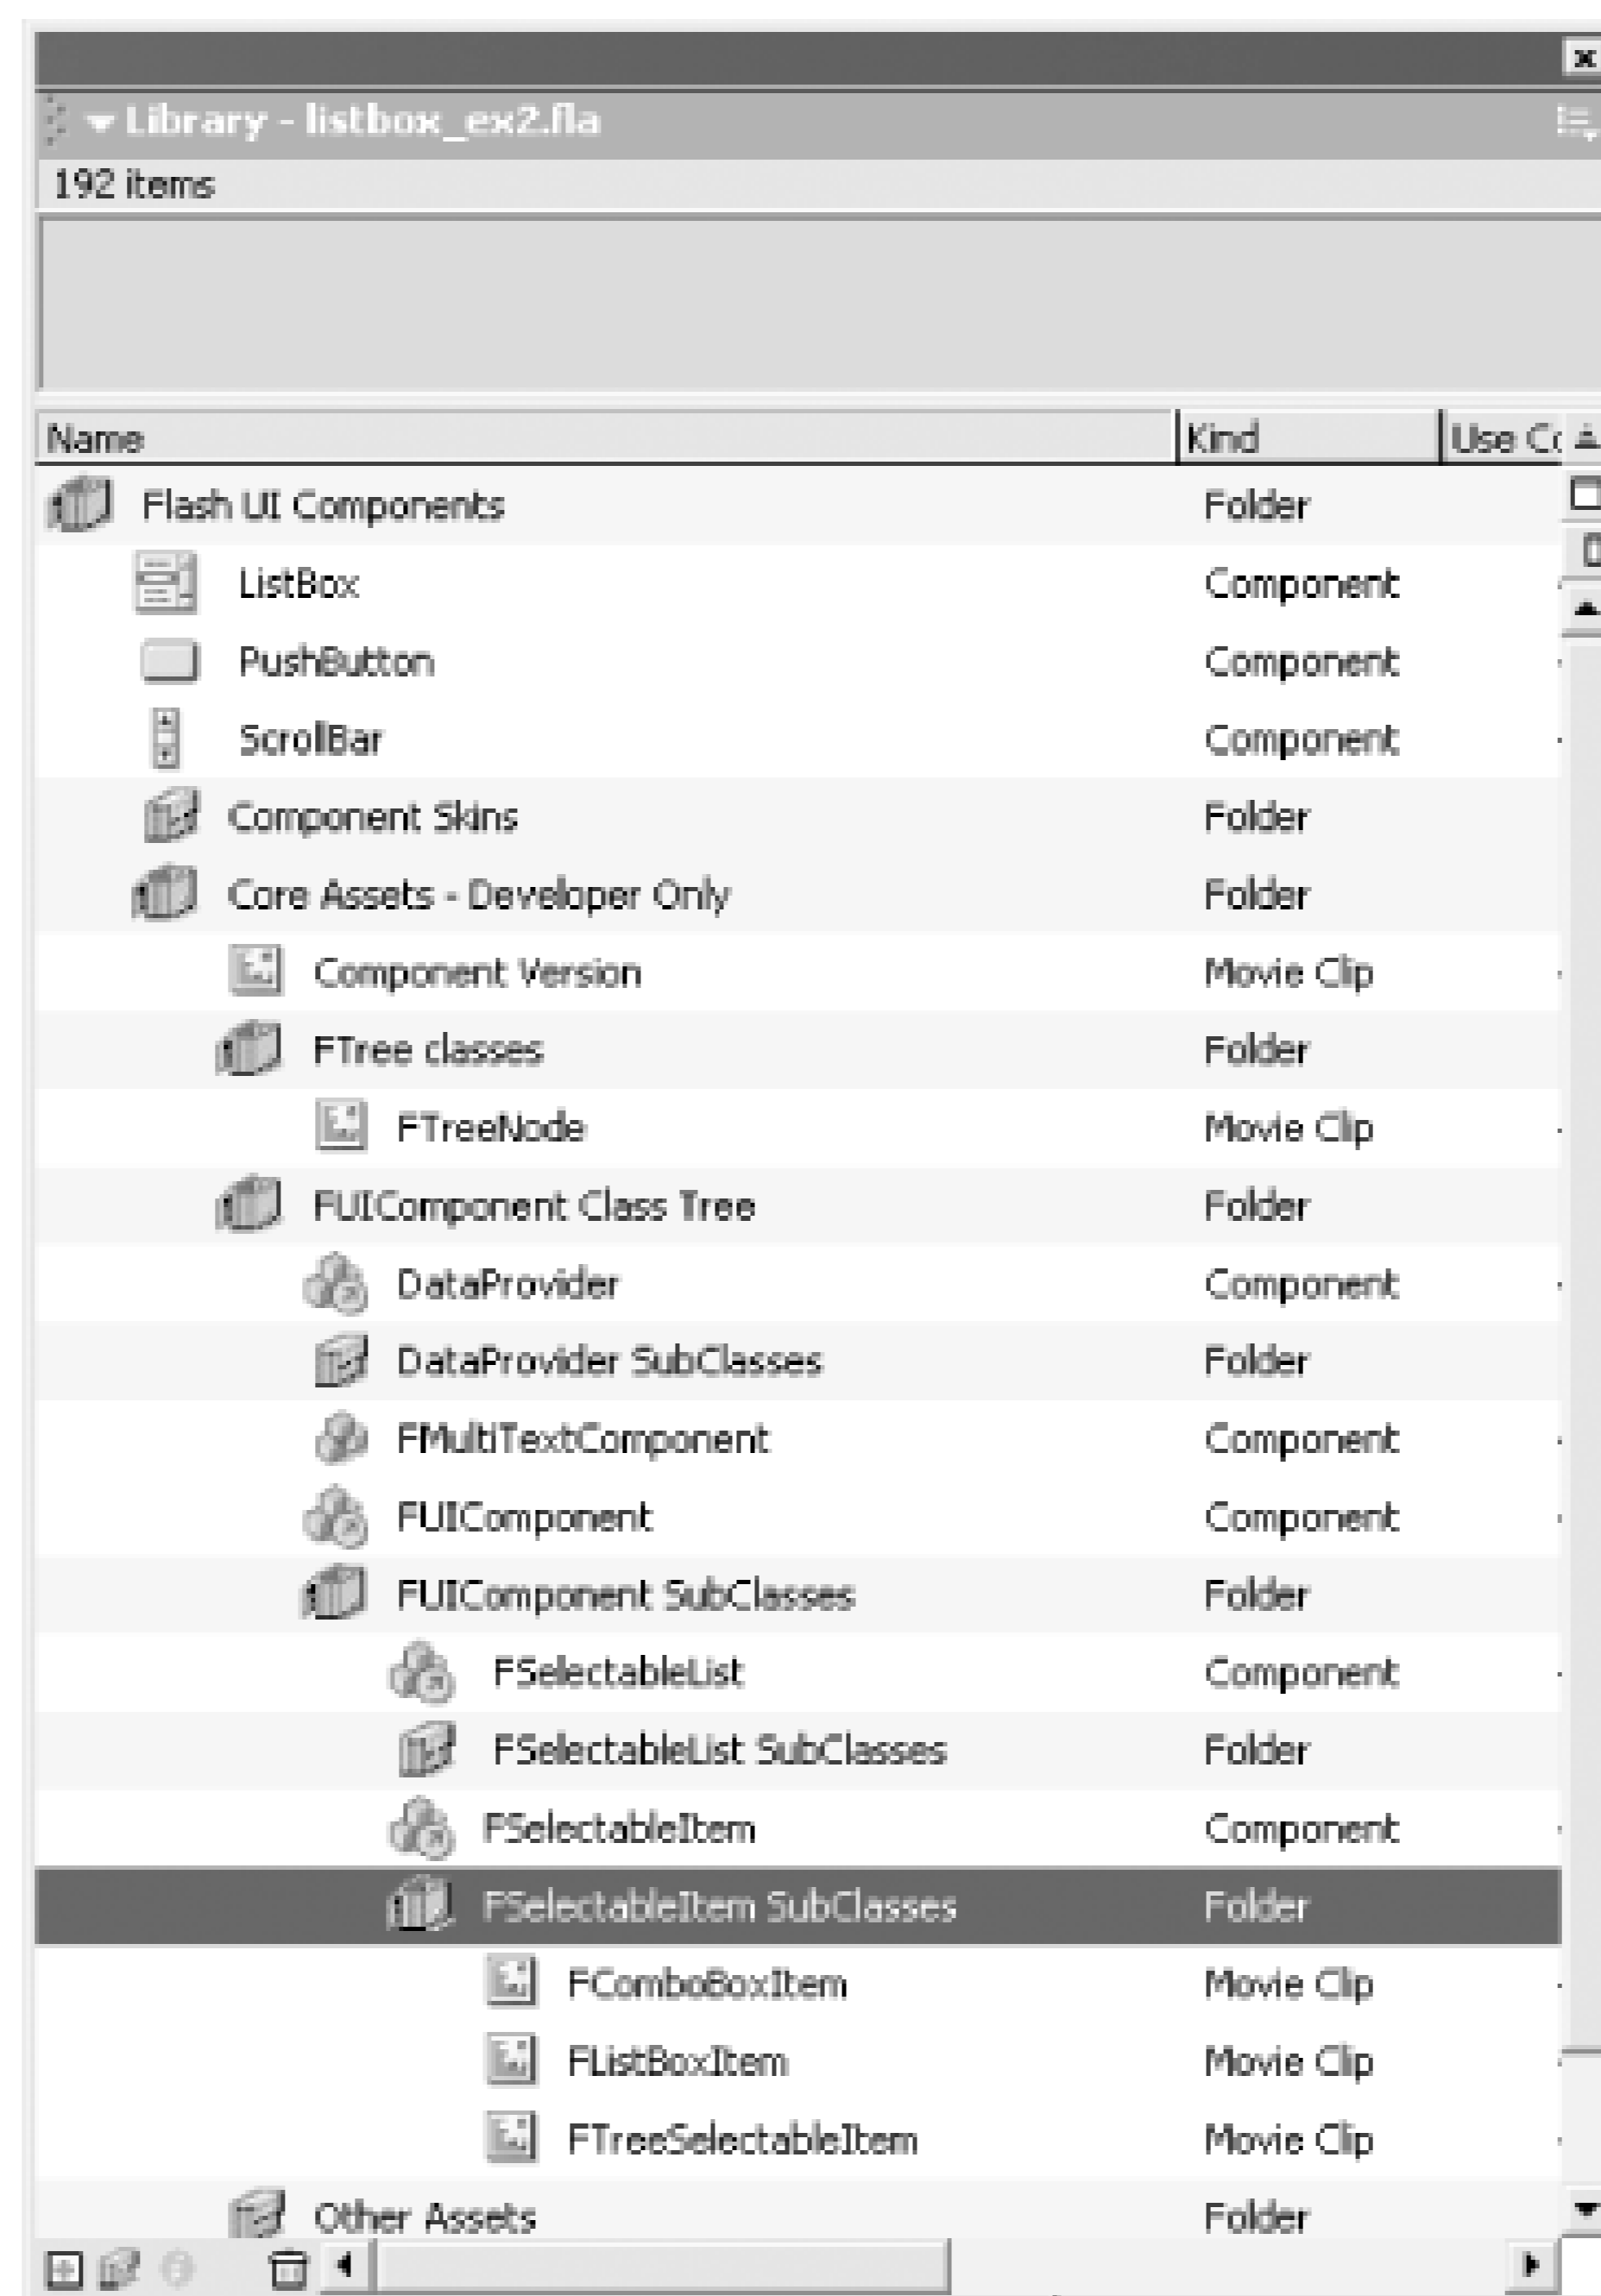 Library - listbox_ex2.fla
192 items
Name Kind Use Co
Flash UI Components Folder
ListBox Component
PushButton Component
ScrollBar Component
Component Skins Folder
Core Assets - Developer Only Folder
Component Version Movie Clip
FTree classes Folder
FTreeNode Movie Clip
FUIComponent Class Tree Folder
DataProvider Component
DataProvider SubClasses Folder
FMultiTextComponent Component
FUIComponent Component
FUIComponent SubClasses Folder
FSelectableList Component
FSelectableList SubClasses Folder
FSelectableItem Component
FSelectableItem SubClasses Folder
FComboBoxItem Movie Clip
FListBoxItem Movie Clip
FTreeSelectableItem Movie Clip
Other Assets Folder